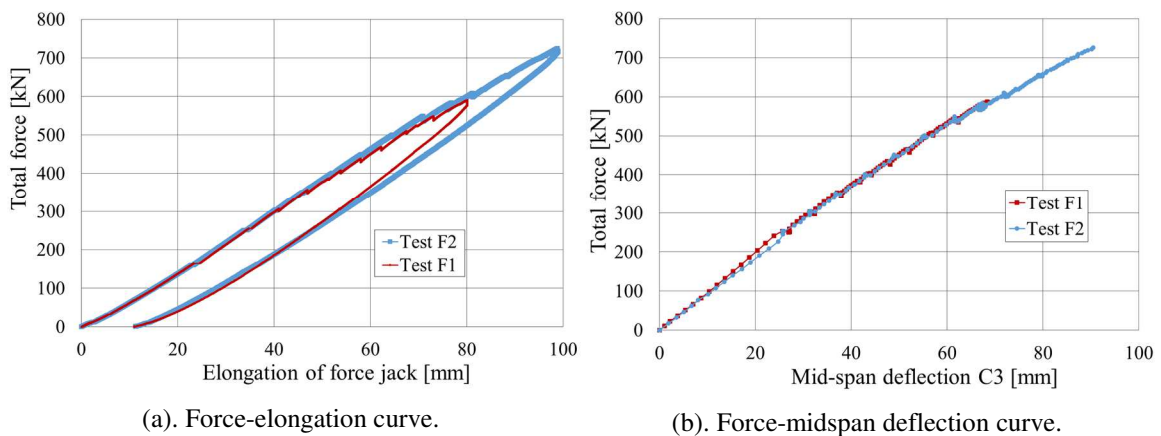 800
700
600
500
400
300
200
100
0
Total force [kN]
Test F2
Test F1
0 20 40 60 80 100
Elongation of force jack [mm]
(a). Force-elongation curve.
800
700
600
500
400
300
200
100
0
Total force [kN]
Test F1
Test F2
0 20 40 60 80 100
Mid-span deflection C3 [mm]
(b). Force-midspan deflection curve.